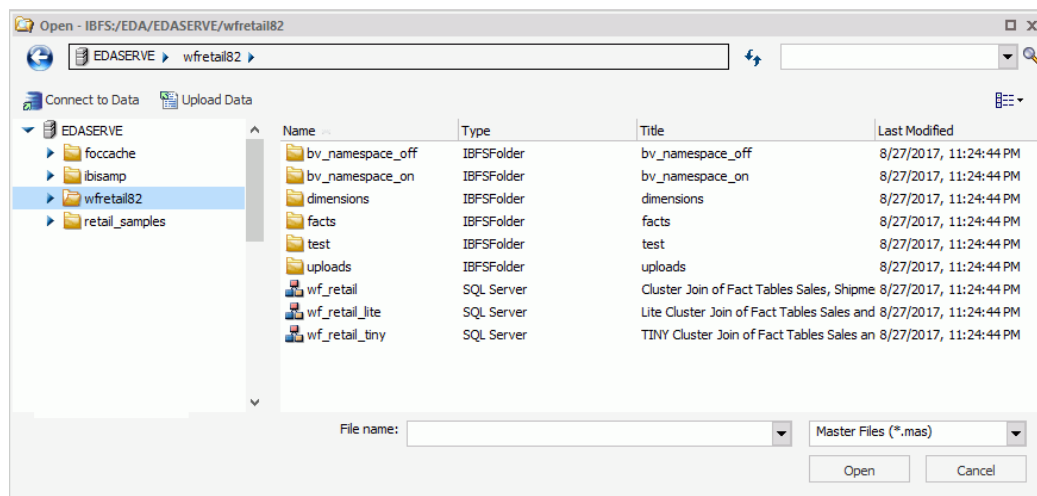 Open - IBFS:/EDA/EDASERVE/wfretail82
EDASERVE wfretail82
Connect to Data Upload Data
EDASERVE
foccache
ibisamp
wfretail82
retail_samples
Name Type Title Last Modified
bv_namespace_off IBFSFolder bv_namespace_off 8/27/2017, 11:24:44 PM
bv_namespace_on IBFSFolder bv_namespace_on 8/27/2017, 11:24:44 PM
dimensions IBFSFolder dimensions 8/27/2017, 11:24:44 PM
facts IBFSFolder facts 8/27/2017, 11:24:44 PM
test IBFSFolder test 8/27/2017, 11:24:44 PM
uploads IBFSFolder uploads 8/27/2017, 11:24:44 PM
wf_retail SQL Server Cluster Join of Fact Tables Sales, Shipme 8/27/2017, 11:24:44 PM
wf_retail_lite SQL Server Lite Cluster Join of Fact Tables Sales and 8/27/2017, 11:24:44 PM
wf_retail_tiny SQL Server TINY Cluster Join of Fact Tables Sales an 8/27/2017, 11:24:44 PM
File name: Master Files (*.mas)
Open Cancel